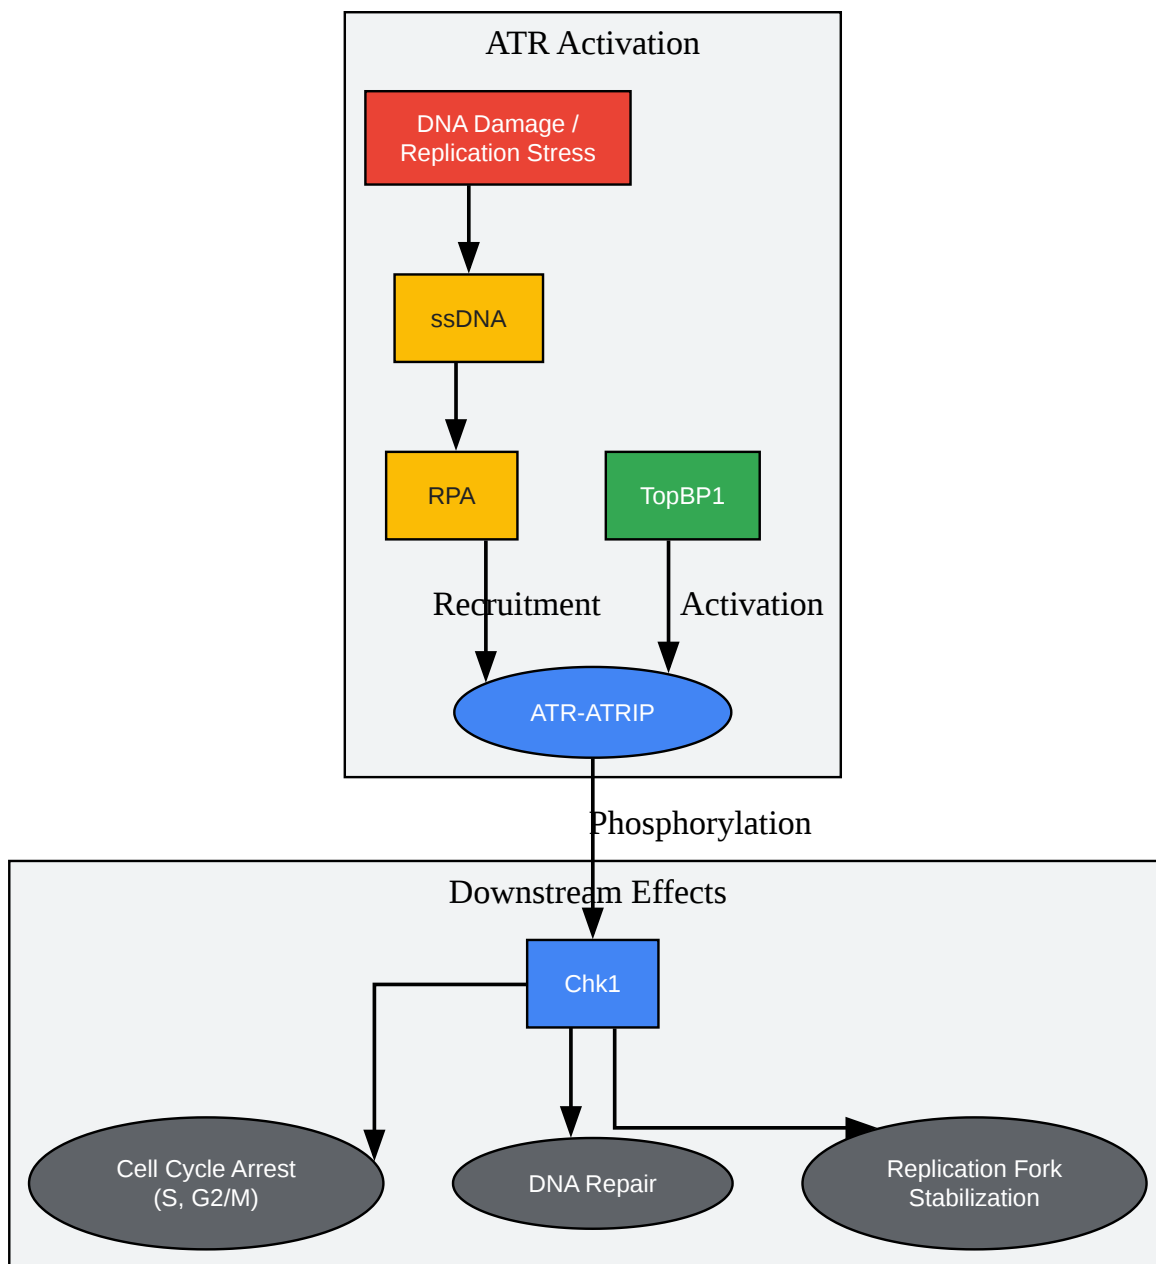 ATR Activation
DNA Damage /
Replication Stress
ssDNA
RPA
TopBP1
Recruitment
Activation
ATR-ATRIP
Phosphorylation
Downstream Effects
Chk1
Cell Cycle Arrest
(S, G2/M)
DNA Repair
Replication Fork
Stabilization